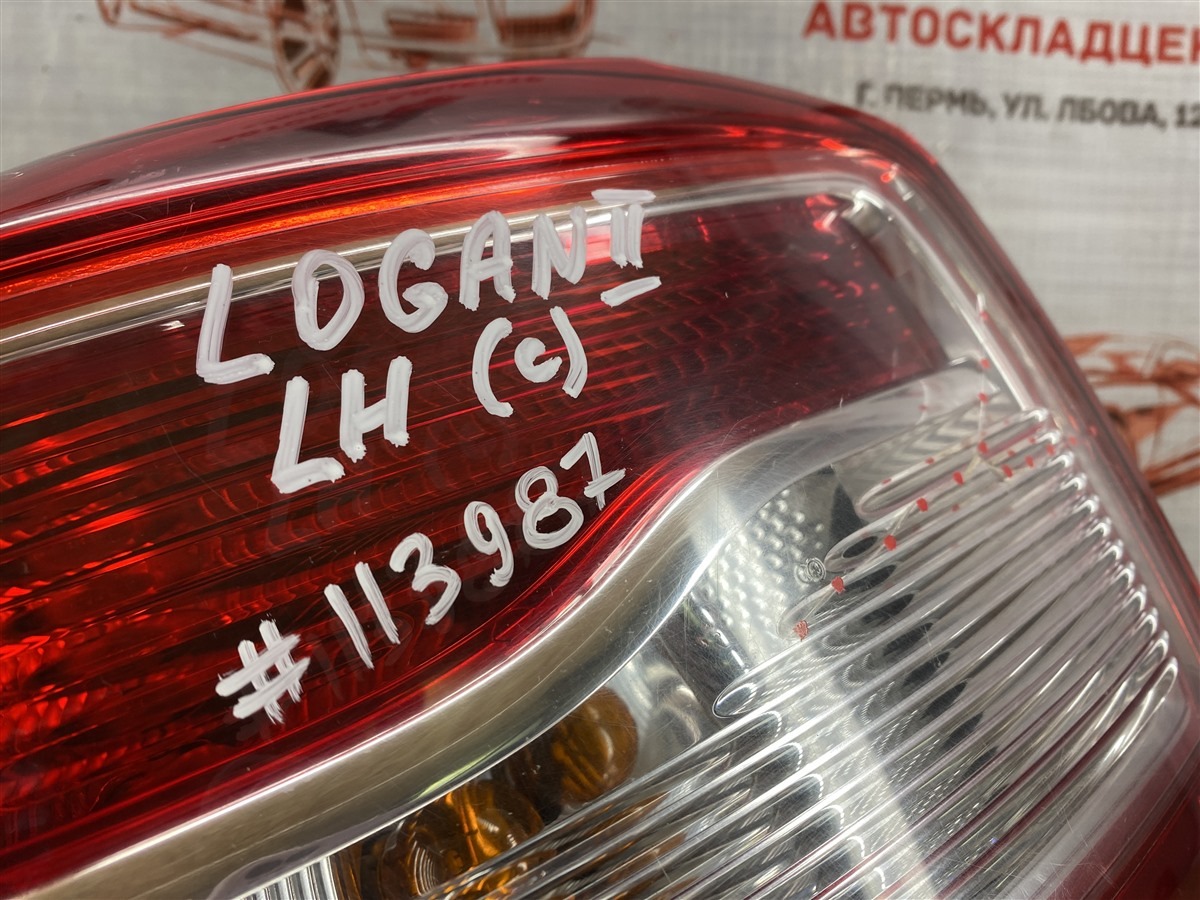 АВТОСКЛАДЦЕН
Г. ПЕРМЬ, УЛ. ЛБОВА, 12
LOGAN II
LH (c)
#113987